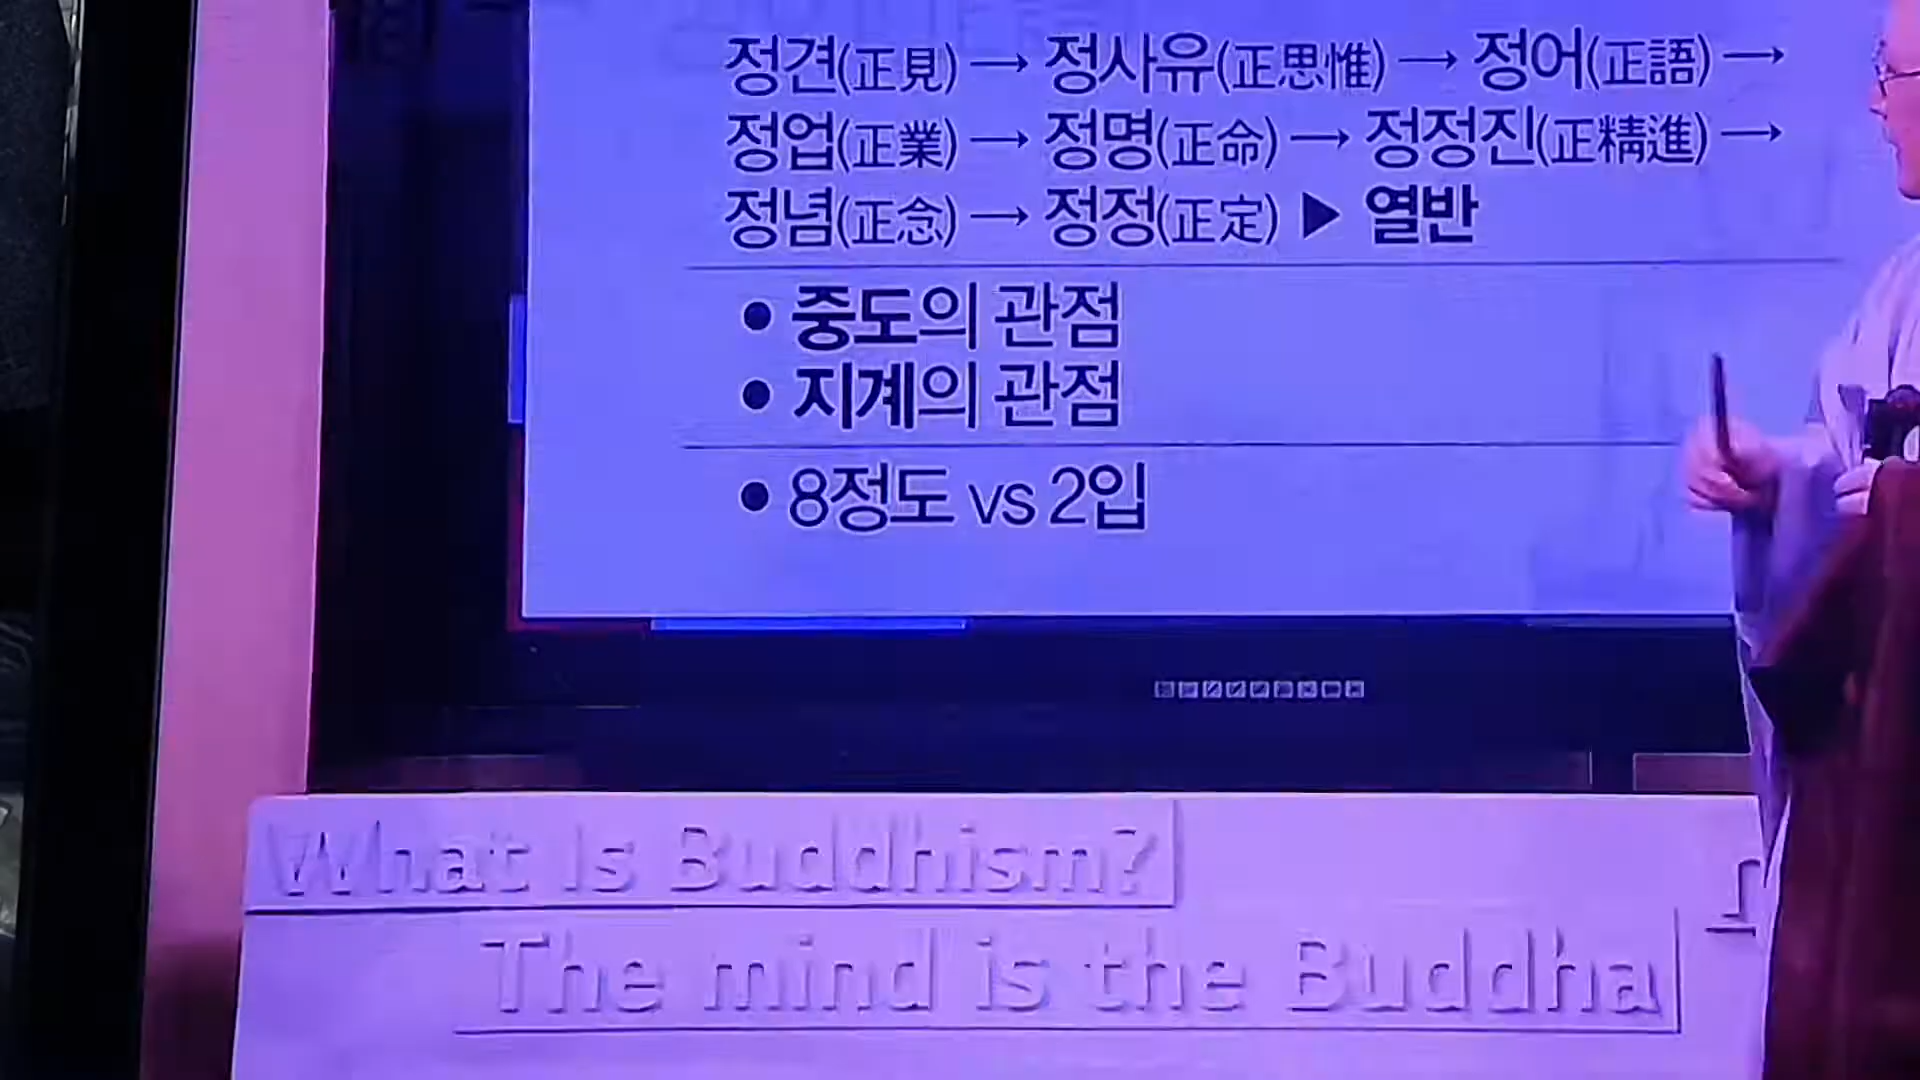 정견(正見) → 정사유(正思惟) → 정어(正語) →
정업(正業) → 정명(正命) → 정정진(正精進) →
정념(正念) → 정정(正定) ▶ 열반
• 중도의 관점
• 지계의 관점
• 8정도 vs 2입
What is Buddhism?
The mind is the Buddha